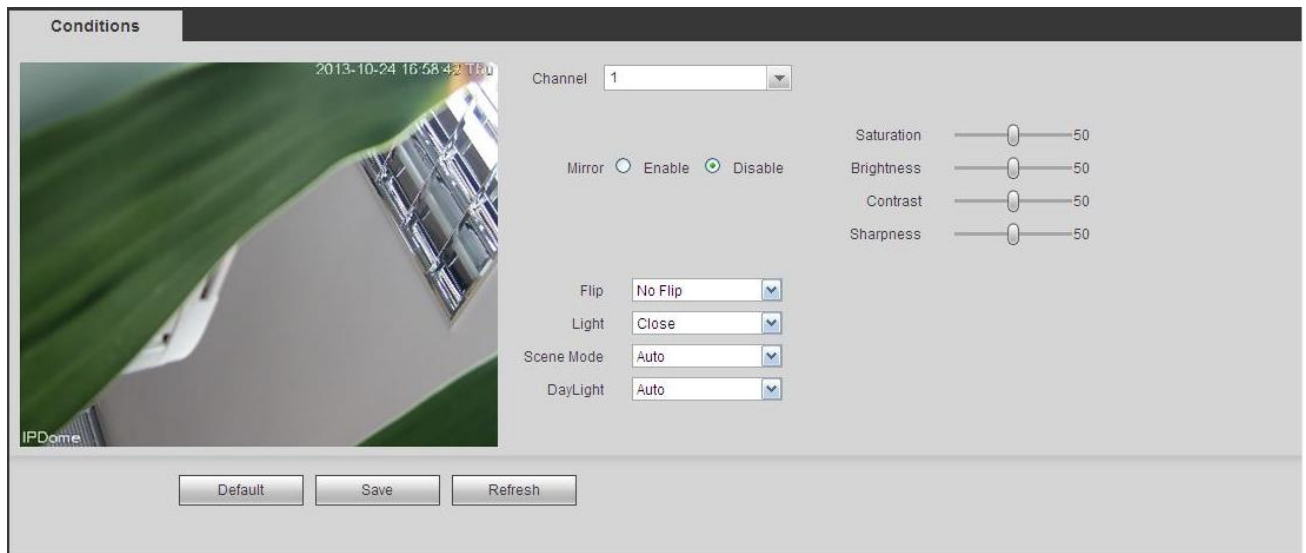 Conditions
2013-10-24 16:58:42 Thu
Channel 1
Mirror Enable Disable
Saturation 50
Brightness 50
Contrast 50
Sharpness 50
Flip No Flip
Light Close
Scene Mode Auto
DayLight Auto
IPDome
Default Save Refresh